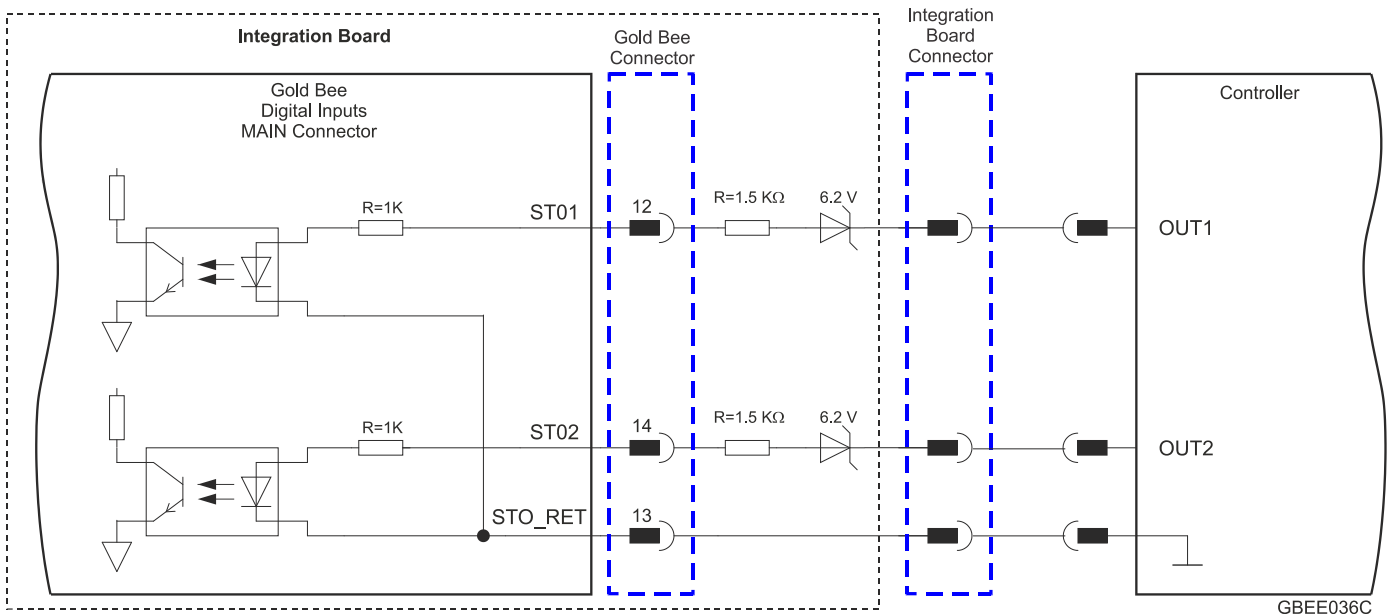 Integration Board
Gold Bee
Connector
Integration
Board
Connector
Gold Bee
Digital Inputs
MAIN Connector
Controller
R=1K
ST01
12
R=1.5 KΩ
6.2 V
OUT1
R=1K
ST02
14
R=1.5 KΩ
6.2 V
OUT2
STO_RET
13
GBEE036C